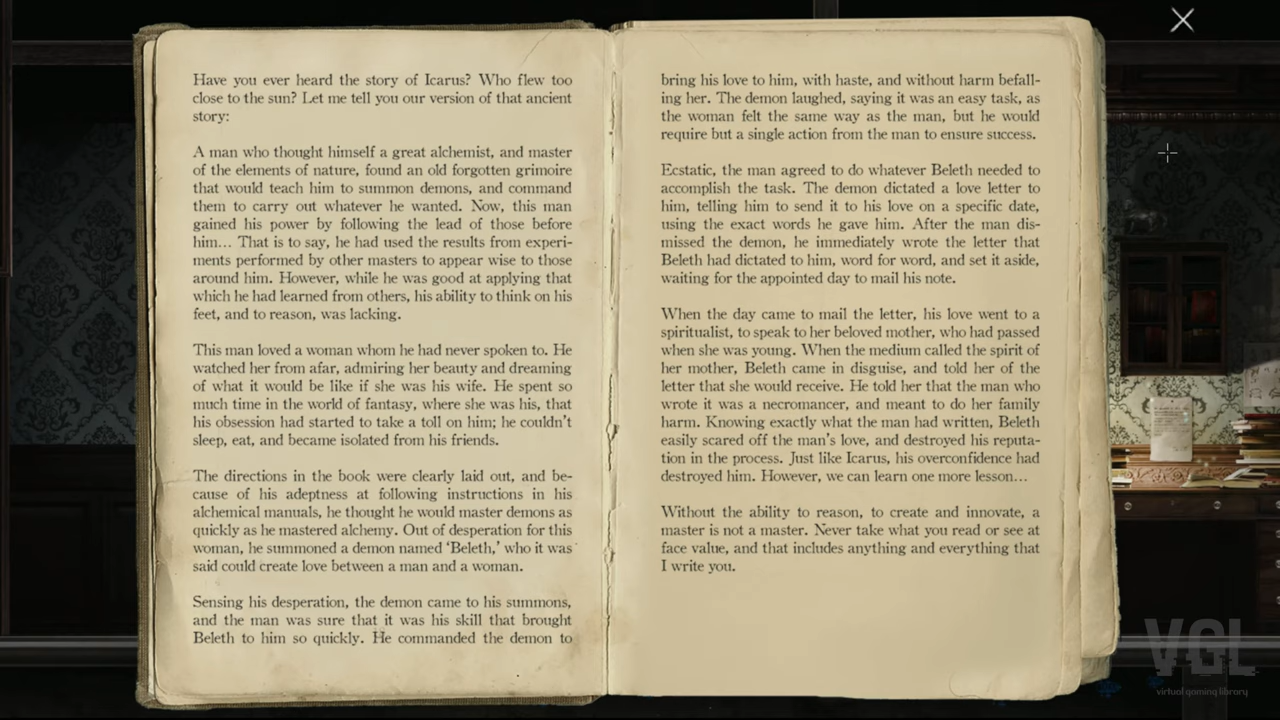 Have you ever heard the story of Icarus? Who flew too
close to the sun? Let me tell you our version of that ancient
story:
A man who thought himself a great alchemist, and master
of the elements of nature, found an old forgotten grimoire
that would teach him to summon demons, and command
them to carry out whatever he wanted. Now, this man
gained his power by following the lead of those before
him... That is to say, he had used the results from experi-
ments performed by other masters to appear wise to those
around him. However, while he was good at applying that
which he had learned from others, his ability to think on his
feet, and to reason, was lacking.
This man loved a woman whom he had never spoken to. He
watched her from afar, admiring her beauty and dreaming
of what it would be like if she was his wife. He spent so
much time in the world of fantasy, where she was his, that
his obsession had started to take a toll on him; he couldn't
sleep, eat, and became isolated from his friends.
The directions in the book were clearly laid out, and be-
cause of his adeptness at following instructions in his
alchemical manuals, he thought he would master demons as
quickly as he mastered alchemy. Out of desperation for this
woman, he summoned a demon named 'Beleth,' who it was
said could create love between a man and a woman.
Sensing his desperation, the demon came to his summons,
and the man was sure that it was his skill that brought
Beleth to him so quickly. He commanded the demon to
bring his love to him, with haste, and without harm befall-
ing her. The demon laughed, saying it was an easy task, as
the woman felt the same way as the man, but he would
require but a single action from the man to ensure success.
Ecstatic, the man agreed to do whatever Beleth needed to
accomplish the task. The demon dictated a love letter to
him, telling him to send it to his love on a specific date,
using the exact words he gave him. After the man dis-
missed the demon, he immediately wrote the letter that
Beleth had dictated to him, word for word, and set it aside,
waiting for the appointed day to mail his note.
When the day came to mail the letter, his love went to a
spiritualist, to speak to her beloved mother, who had passed
when she was young. When the medium called the spirit of
her mother, Beleth came in disguise, and told her of the
letter that she would receive. He told her that the man who
wrote it was a necromancer, and meant to do her family
harm. Knowing exactly what the man had written, Beleth
easily scared off the man's love, and destroyed his reputa-
tion in the process. Just like Icarus, his overconfidence had
destroyed him. However, we can learn one more lesson...
Without the ability to reason, to create and innovate, a
master is not a master. Never take what you read or see at
face value, and that includes anything and everything that
I write you.
VGL
virtual gaming library